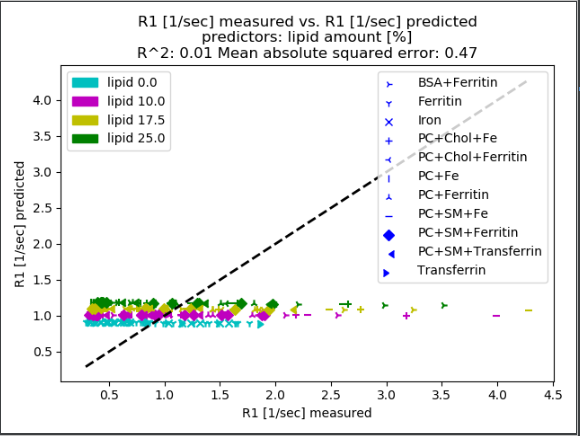 R1 [1/sec] measured vs. R1 [1/sec] predicted
predictors: lipid amount [%]
R^2: 0.01 Mean absolute squared error: 0.47
lipid 0.0
lipid 10.0
lipid 17.5
lipid 25.0
BSA+Ferritin
Ferritin
Iron
PC+Chol+Fe
PC+Chol+Ferritin
PC+Fe
PC+Ferritin
PC+SM+Fe
PC+SM+Ferritin
PC+SM+Transferrin
Transferrin
R1 [1/sec] predicted
4.0
3.5
3.0
2.5
2.0
1.5
1.0
0.5
0.5 1.0 1.5 2.0 2.5 3.0 3.5 4.0 4.5
R1 [1/sec] measured